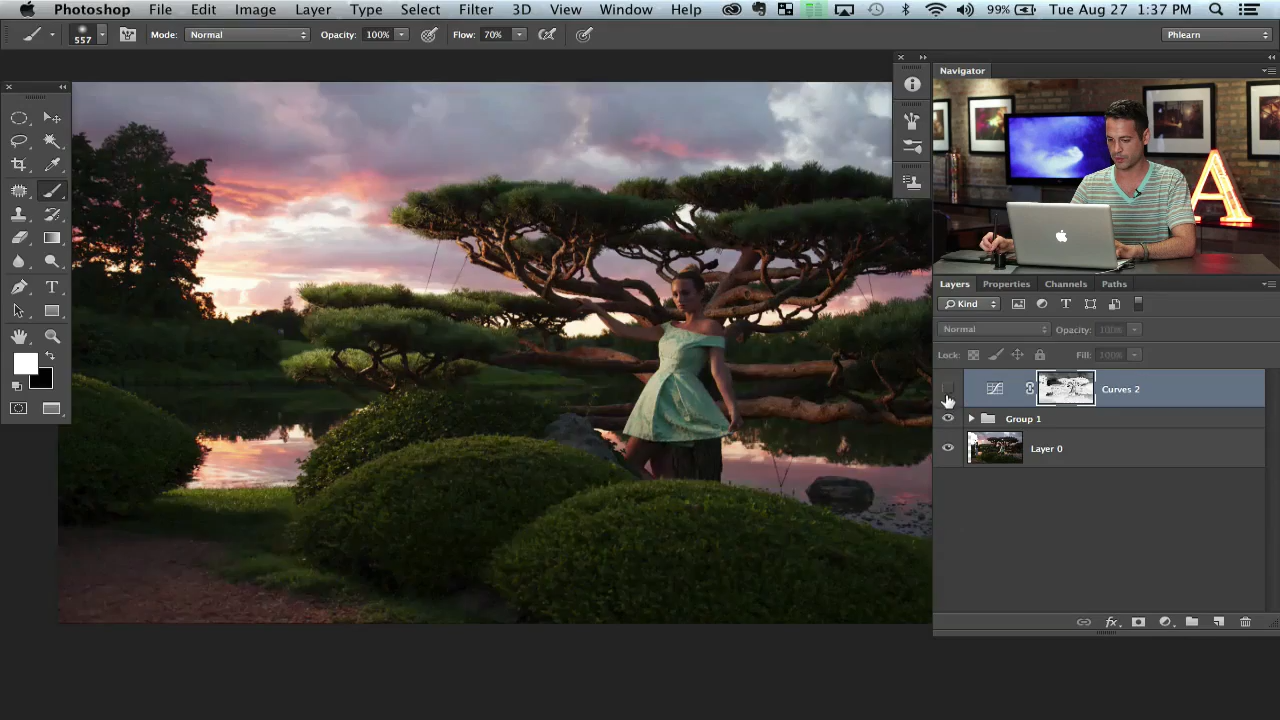 Photoshop File Edit Image Layer Type Select Filter 3D View Window Help 99% Tue Aug 27 1:37 PM
557 Mode: Normal Opacity: 100% Flow: 70% Phlearn
Navigator
A
Layers Properties Channels Paths
Kind
Normal Opacity: 100%
Lock: Fill: 100%
Curves 2
Group 1
Layer 0